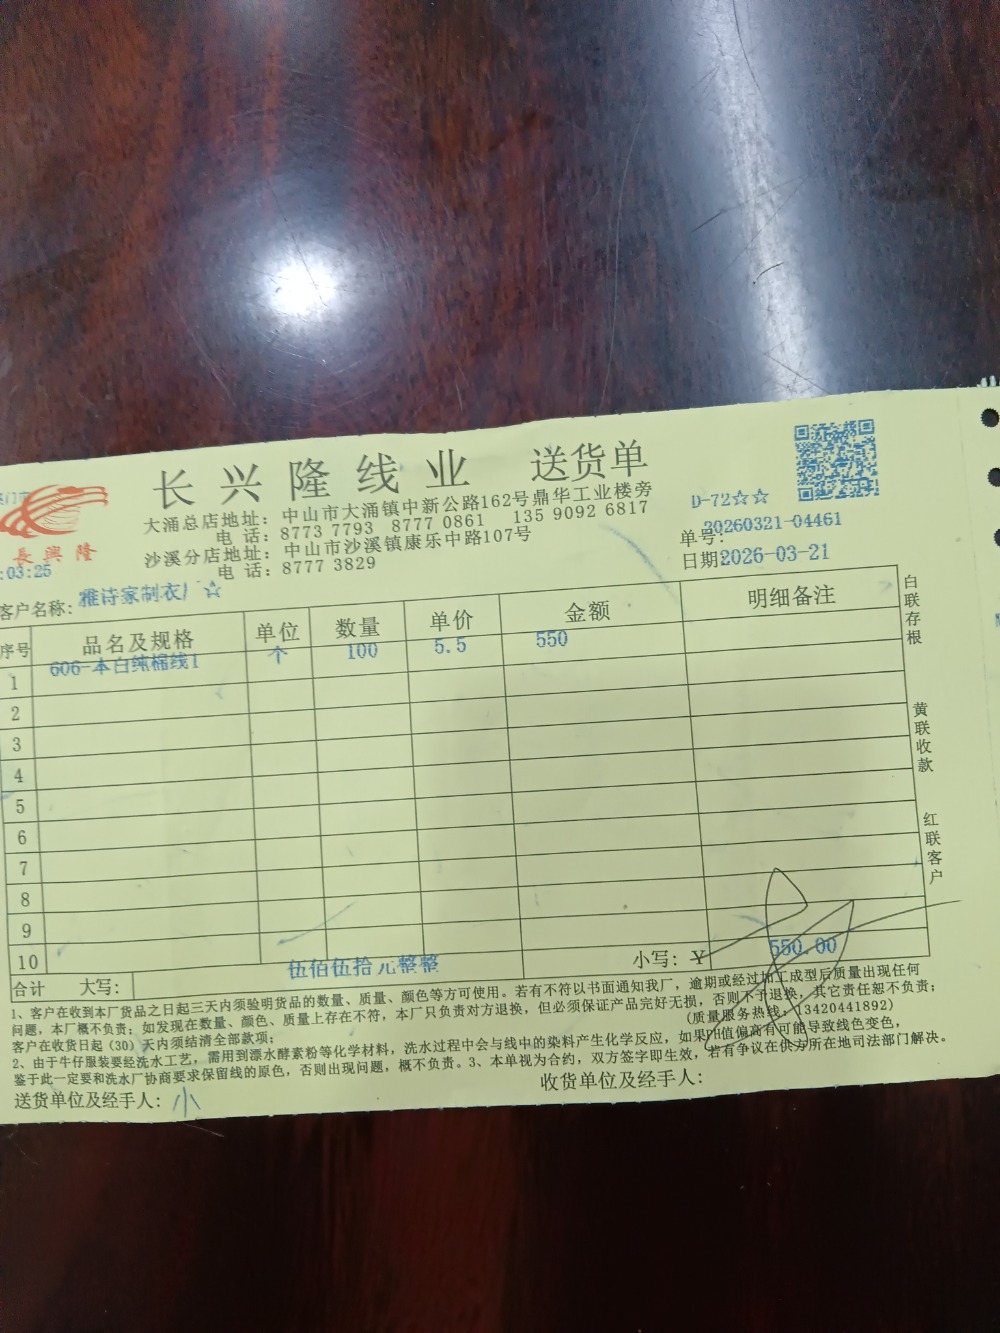 长兴隆线业 送货单
大涌总店地址: 中山市大涌镇中新公路162号鼎华工业楼旁
电 话: 8773 7793 8777 0861 135 9092 6817
沙溪分店地址: 中山市沙溪镇康乐中路107号
电 话: 8777 3829
長興隆
:03:25
D-72☆☆
单号: 20260321-04461
日期2026-03-21
客户名称: 雅诗家制衣厂☆
序号 品名及规格 单位 数量 单价 金额 明细备注
1 606-本白纯棉线1 个 100 5.5 550
2
3
4
5
6
7
8
9
10
合计 大写: 伍佰伍拾元整整 小写: ¥ 550.00
白联存根
黄联收款
红联客户
1、客户在收到本厂货品之日起三天内须验明货品的数量、质量、颜色等方可使用。若有不符以书面通知我厂，逾期或经过加工成型后质量出现任何
问题，本厂概不负责；如发现在数量、颜色、质量上存在不符，本厂只负责对方退换，但必须保证产品完好无损，否则不予退换，其它责任恕不负责；
客户在收货日起（30）天内须结清全部款项； (质量服务热线: 13420441892)
2、由于牛仔服装要经洗水工艺，需用到漂水酵素粉等化学材料，洗水过程中会与线中的染料产生化学反应，如果PH值偏高有可能导致线色变色，
鉴于此一定要和洗水厂协商要求保留线的原色，否则出现问题，概不负责。3、本单视为合约，双方签字即生效，若有争议在供方所在地司法部门解决。
送货单位及经手人: 小
收货单位及经手人: